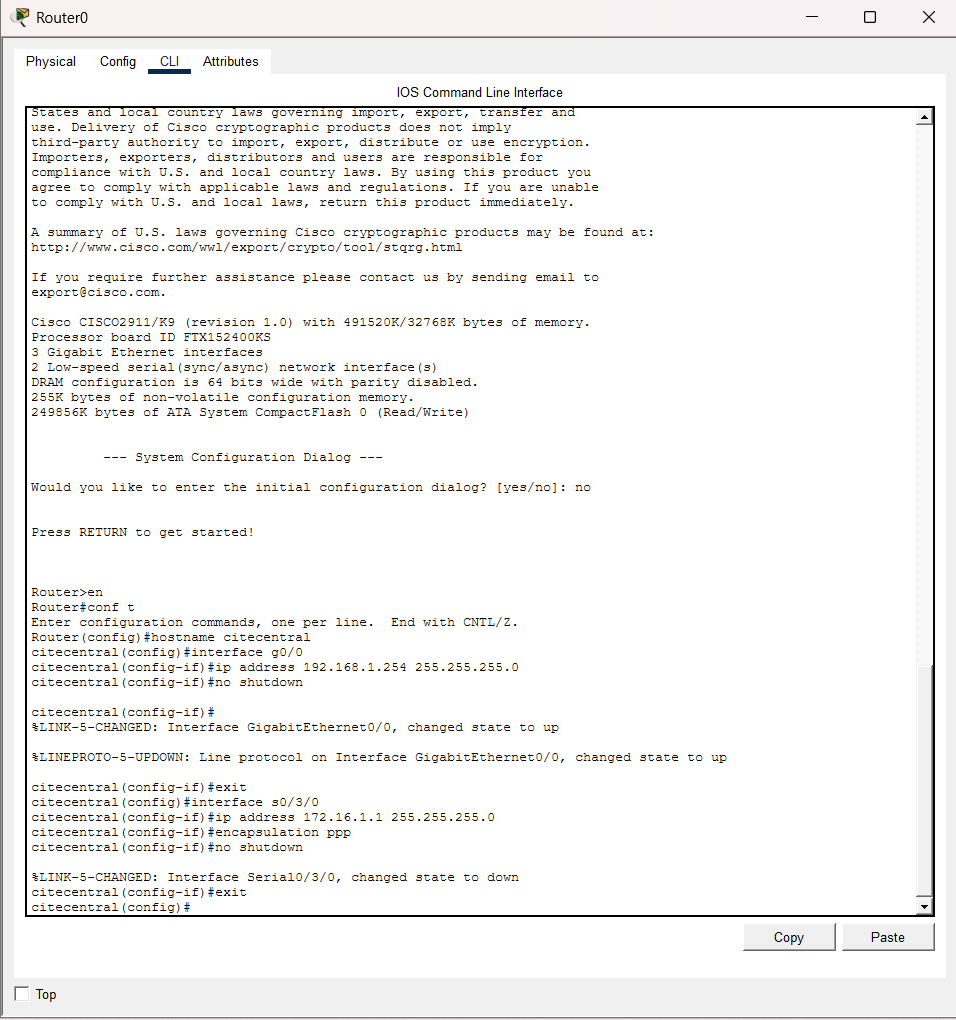 Router0
Physical Config CLI Attributes
IOS Command Line Interface
States and local country laws governing import, export, transfer and
use. Delivery of Cisco cryptographic products does not imply
third-party authority to import, export, distribute or use encryption.
Importers, exporters, distributors and users are responsible for
compliance with U.S. and local country laws. By using this product you
agree to comply with applicable laws and regulations. If you are unable
to comply with U.S. and local laws, return this product immediately.
A summary of U.S. laws governing Cisco cryptographic products may be found at:
http://www.cisco.com/wwl/export/crypto/tool/stqrg.html
If you require further assistance please contact us by sending email to
export@cisco.com.
Cisco CISCO2911/K9 (revision 1.0) with 491520K/32768K bytes of memory.
Processor board ID FTX152400KS
3 Gigabit Ethernet interfaces
2 Low-speed serial(sync/async) network interface(s)
DRAM configuration is 64 bits wide with parity disabled.
255K bytes of non-volatile configuration memory.
249856K bytes of ATA System CompactFlash 0 (Read/Write)
--- System Configuration Dialog ---
Would you like to enter the initial configuration dialog? [yes/no]: no
Press RETURN to get started!
Router>en
Router#conf t
Enter configuration commands, one per line.  End with CNTL/Z.
Router(config)#hostname citecentral
citecentral(config)#interface g0/0
citecentral(config-if)#ip address 192.168.1.254 255.255.255.0
citecentral(config-if)#no shutdown
citecentral(config-if)#
%LINK-5-CHANGED: Interface GigabitEthernet0/0, changed state to up
%LINEPROTO-5-UPDOWN: Line protocol on Interface GigabitEthernet0/0, changed state to up
citecentral(config-if)#exit
citecentral(config)#interface s0/3/0
citecentral(config-if)#ip address 172.16.1.1 255.255.255.0
citecentral(config-if)#encapsulation ppp
citecentral(config-if)#no shutdown
%LINK-5-CHANGED: Interface Serial0/3/0, changed state to down
citecentral(config-if)#exit
citecentral(config)#
Copy Paste
Top